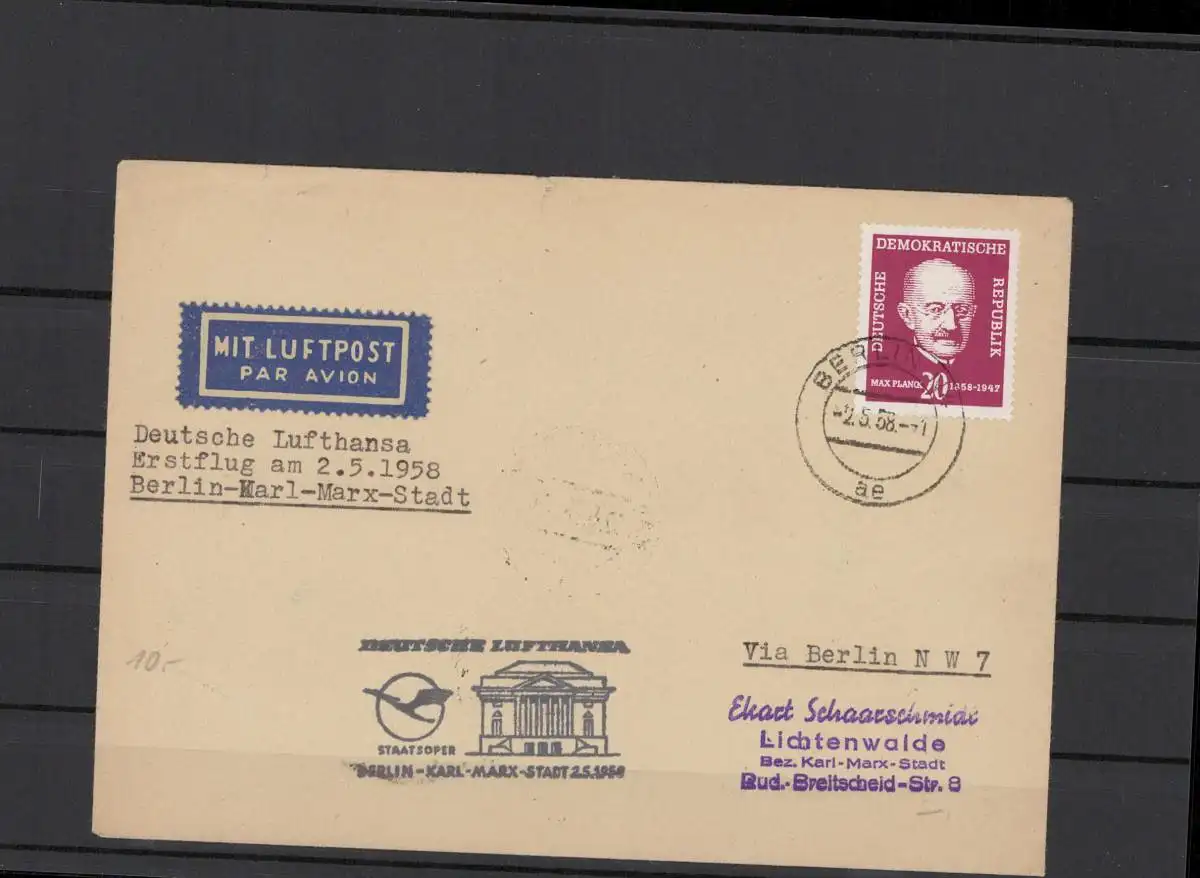 DEMOKRATISCHE
DEUTSCHE
REPUBLIK
MAX PLANCK 20 1858-1947
BERLIN
-2.5.58.--1
ae
MIT LUFTPOST
PAR AVION
Deutsche Lufthansa
Erstflug am 2.5.1958
Berlin-Karl-Marx-Stadt
DEUTSCHE LUFTHANSA
STAATSOPER
BERLIN-KARL-MARX-STADT 2.5.1958
10.-
Via Berlin N W 7
Ekart Schaarschmidt
Lichtenwalde
Bez. Karl-Marx-Stadt
Rud.-Breitscheid-Str. 8